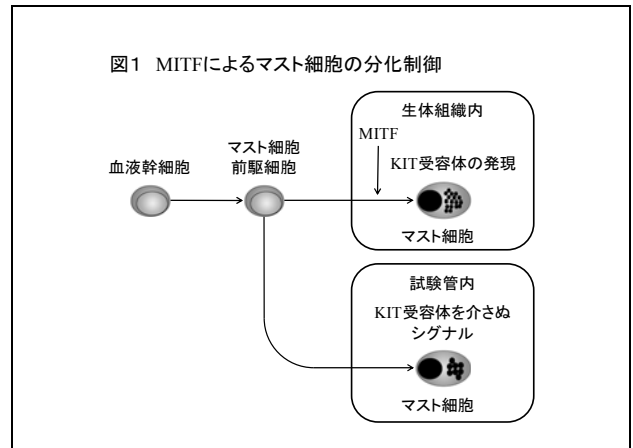 図1 MITFによるマスト細胞の分化制御
生体組織内
MITF
KIT受容体の発現
マスト細胞
血液幹細胞
マスト細胞
前駆細胞
試験管内
KIT受容体を介さぬ
シグナル
マスト細胞